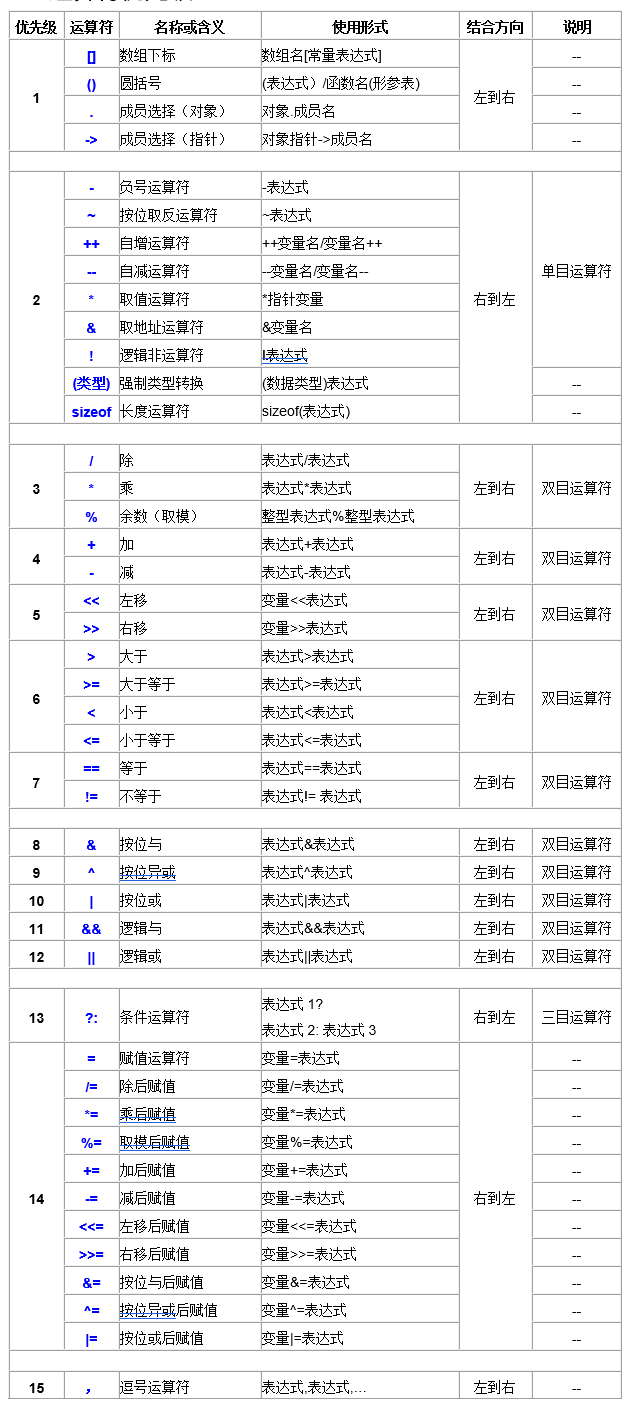 优先级 运算符 名称或含义 使用形式 结合方向 说明
1 [] 数组下标 数组名[常量表达式] 左到右 --
() 圆括号 (表达式）/函数名(形参表) --
. 成员选择（对象） 对象.成员名 --
-> 成员选择（指针） 对象指针->成员名 --
2 - 负号运算符 -表达式 右到左 单目运算符
~ 按位取反运算符 ~表达式
++ 自增运算符 ++变量名/变量名++
-- 自减运算符 --变量名/变量名--
* 取值运算符 *指针变量
& 取地址运算符 &变量名
! 逻辑非运算符 !表达式
(类型) 强制类型转换 (数据类型)表达式 --
sizeof 长度运算符 sizeof(表达式) --
3 / 除 表达式/表达式 左到右 双目运算符
* 乘 表达式*表达式
% 余数（取模） 整型表达式%整型表达式
4 + 加 表达式+表达式 左到右 双目运算符
- 减 表达式-表达式
5 << 左移 变量<<表达式 左到右 双目运算符
>> 右移 变量>>表达式
6 > 大于 表达式>表达式 左到右 双目运算符
>= 大于等于 表达式>=表达式
< 小于 表达式<表达式
<= 小于等于 表达式<=表达式
7 == 等于 表达式==表达式 左到右 双目运算符
!= 不等于 表达式!= 表达式
8 & 按位与 表达式&表达式 左到右 双目运算符
9 ^ 按位异或 表达式^表达式 左到右 双目运算符
10 | 按位或 表达式|表达式 左到右 双目运算符
11 && 逻辑与 表达式&&表达式 左到右 双目运算符
12 || 逻辑或 表达式||表达式 左到右 双目运算符
13 ?: 条件运算符 表达式 1? 右到左 三目运算符
表达式 2: 表达式 3
14 = 赋值运算符 变量=表达式 右到左 --
/= 除后赋值 变量/=表达式 --
*= 乘后赋值 变量*=表达式 --
%= 取模后赋值 变量%=表达式 --
+= 加后赋值 变量+=表达式 --
-= 减后赋值 变量-=表达式 --
<<= 左移后赋值 变量<<=表达式 --
>>= 右移后赋值 变量>>=表达式 --
&= 按位与后赋值 变量&=表达式 --
^= 按位异或后赋值 变量^=表达式 --
|= 按位或后赋值 变量|=表达式 --
15 ， 逗号运算符 表达式,表达式,… 左到右 --